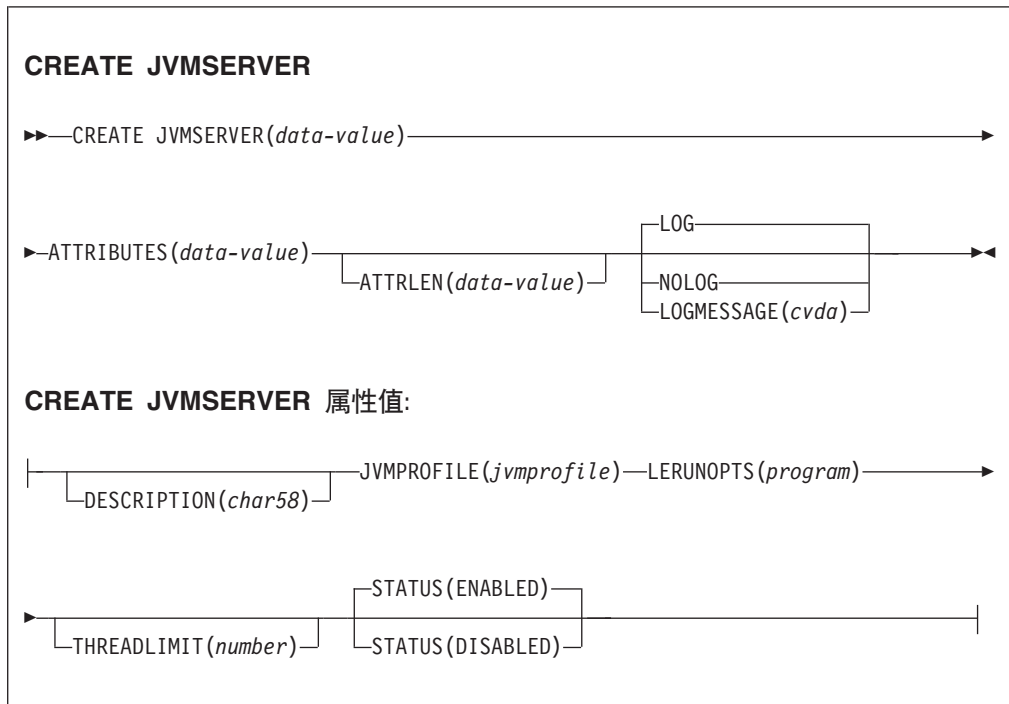 CREATE JVMSERVER
CREATE JVMSERVER(data-value)
ATTRIBUTES(data-value)
ATTRLEN(data-value)
LOG
NOLOG
LOGMESSAGE(cvda)
CREATE JVMSERVER 属性值:
DESCRIPTION(char58)
JVMPROFILE(jvmprofile) LERUNOPTS(program)
THREADLIMIT(number)
STATUS(ENABLED)
STATUS(DISABLED)